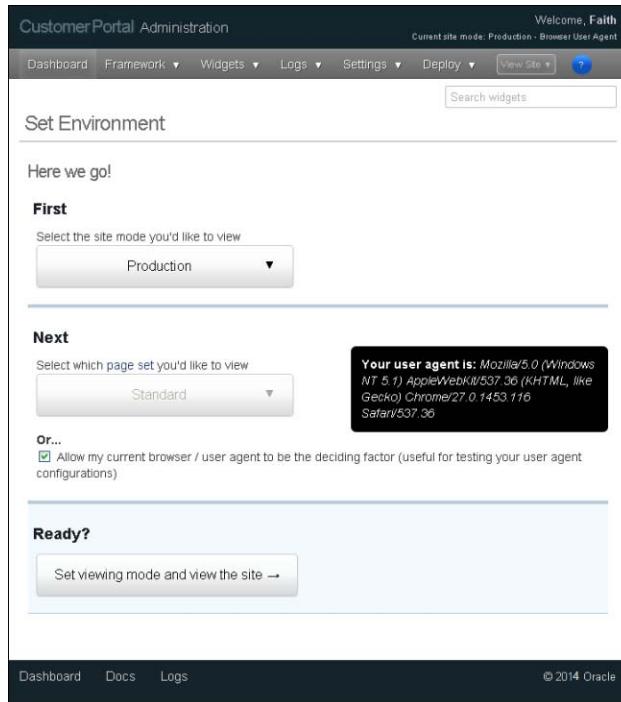 CustomerPortal Administration
Welcome, Faith
Current site mode: Production - Browser User Agent
Dashboard Framework ▼ Widgets ▼ Logs ▼ Settings ▼ Deploy ▼ View Site ▼ ?
Search widgets
Set Environment
Here we go!
First
Select the site mode you'd like to view
Production ▼
Next
Select which page set you'd like to view
Standard ▼
Your user agent is: Mozilla/5.0 (Windows
NT 5.1) AppleWebKit/537.36 (KHTML, like
Gecko) Chrome/27.0.1453.116
Safari/537.36
Or...
Allow my current browser / user agent to be the deciding factor (useful for testing your user agent
configurations)
Ready?
Set viewing mode and view the site →
Dashboard Docs Logs
© 2014 Oracle